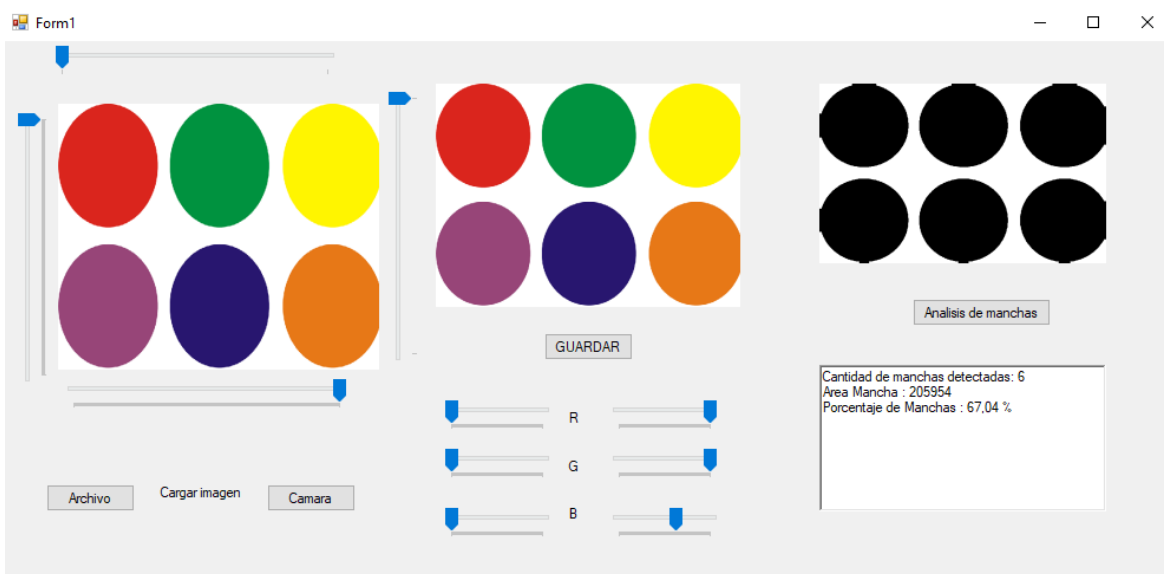 Form1
GUARDAR
Analisis de manchas
Cantidad de manchas detectadas: 6
Area Mancha : 205954
Porcentaje de Manchas : 67,04 %
R
G
B
Archivo
Cargar imagen
Camara